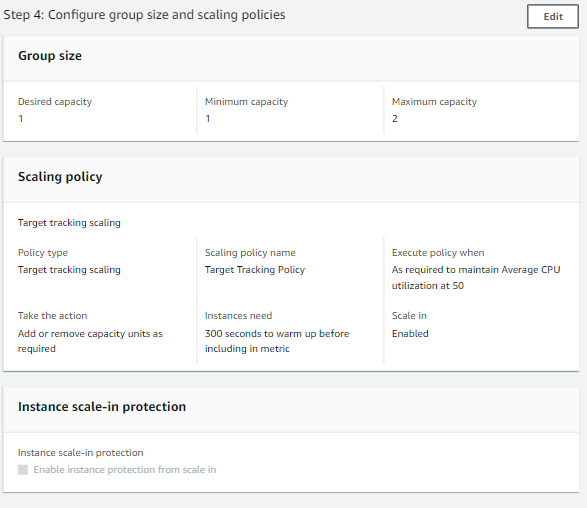 Step 4: Configure group size and scaling policies
Edit
Group size
Desired capacity
1
Minimum capacity
1
Maximum capacity
2
Scaling policy
Target tracking scaling
Policy type
Target tracking scaling
Scaling policy name
Target Tracking Policy
Execute policy when
As required to maintain Average CPU
utilization at 50
Take the action
Add or remove capacity units as
required
Instances need
300 seconds to warm up before
including in metric
Scale in
Enabled
Instance scale-in protection
Instance scale-in protection
Enable instance protection from scale in